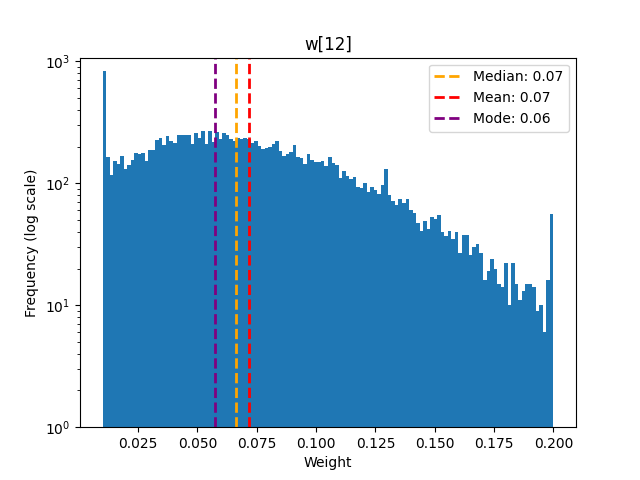 w[12]
Median: 0.07
Mean: 0.07
Mode: 0.06
Frequency (log scale)
10³
10²
10¹
10⁰
0.025 0.050 0.075 0.100 0.125 0.150 0.175 0.200
Weight